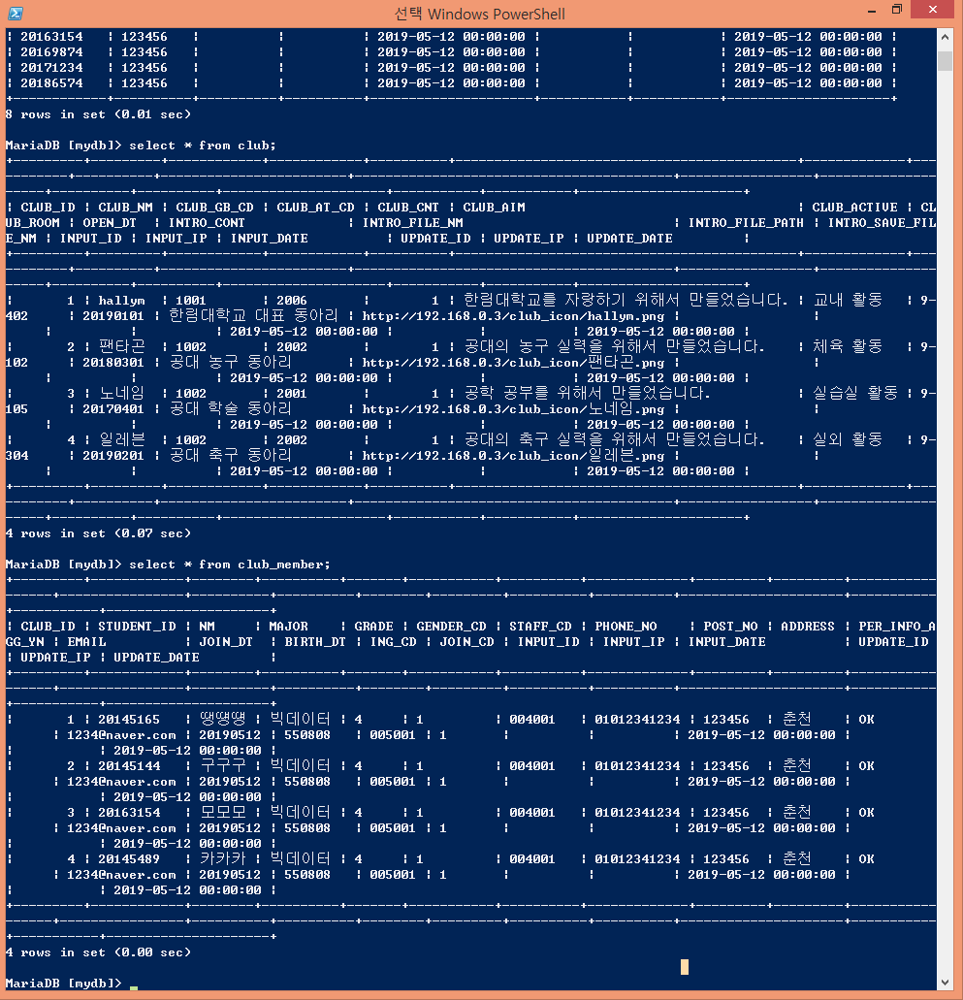 선택 Windows PowerShell
| 20163154 | 123456 | | | 2019-05-12 00:00:00 | | | 2019-05-12 00:00:00 |
| 20169874 | 123456 | | | 2019-05-12 00:00:00 | | | 2019-05-12 00:00:00 |
| 20171234 | 123456 | | | 2019-05-12 00:00:00 | | | 2019-05-12 00:00:00 |
| 20186574 | 123456 | | | 2019-05-12 00:00:00 | | | 2019-05-12 00:00:00 |
8 rows in set (0.01 sec)
MariaDB [mydb]> select * from club;
| CLUB_ID | CLUB_NM | CLUB_GB_CD | CLUB_AT_CD | CLUB_CNT | CLUB_AIM | CLUB_ACTIVE | CL
UB_ROOM | OPEN_DT | INTRO_CONT | INTRO_FILE_NM | INTRO_FILE_PATH | INTRO_SAVE_FIL
E_NM | INPUT_ID | INPUT_IP | INPUT_DATE | UPDATE_ID | UPDATE_IP | UPDATE_DATE |
| 1 | hallym | 1001 | 2006 | 1 | 한림대학교를 자랑하기 위해서 만들었습니다. | 교내 활동 | 9-
402 | 20190101 | 한림대학교 대표 동아리 | http://192.168.0.3/club_icon/hallym.png | |
| | | 2019-05-12 00:00:00 | | | 2019-05-12 00:00:00 |
| 2 | 팬타곤 | 1002 | 2002 | 1 | 공대의 농구 실력을 위해서 만들었습니다. | 체육 활동 | 9-
102 | 20180301 | 공대 농구 동아리 | http://192.168.0.3/club_icon/팬타곤.png | |
| | | 2019-05-12 00:00:00 | | | 2019-05-12 00:00:00 |
| 3 | 노네임 | 1002 | 2001 | 1 | 공학 공부를 위해서 만들었습니다. | 실습실 활동 | 9-
105 | 20170401 | 공대 학술 동아리 | http://192.168.0.3/club_icon/노네임.png | |
| | | 2019-05-12 00:00:00 | | | 2019-05-12 00:00:00 |
| 4 | 일레븐 | 1002 | 2002 | 1 | 공대의 축구 실력을 위해서 만들었습니다. | 실외 활동 | 9-
304 | 20190201 | 공대 축구 동아리 | http://192.168.0.3/club_icon/일레븐.png | |
| | | 2019-05-12 00:00:00 | | | 2019-05-12 00:00:00 |
4 rows in set (0.07 sec)
MariaDB [mydb]> select * from club_member;
| CLUB_ID | STUDENT_ID | NM | MAJOR | GRADE | GENDER_CD | STAFF_CD | PHONE_NO | POST_NO | ADDRESS | PER_INFO_A
GG_YN | EMAIL | JOIN_DT | BIRTH_DT | ING_CD | JOIN_CD | INPUT_ID | INPUT_IP | INPUT_DATE | UPDATE_ID
| UPDATE_IP | UPDATE_DATE |
| 1 | 20145165 | 땡땡땡 | 빅데이터 | 4 | 1 | 004001 | 01012341234 | 123456 | 춘천 | OK
| 1234@naver.com | 20190512 | 550808 | 005001 | 1 | | | 2019-05-12 00:00:00 |
| | 2019-05-12 00:00:00 |
| 2 | 20145144 | 구구구 | 빅데이터 | 4 | 1 | 004001 | 01012341234 | 123456 | 춘천 | OK
| 1234@naver.com | 20190512 | 550808 | 005001 | 1 | | | 2019-05-12 00:00:00 |
| | 2019-05-12 00:00:00 |
| 3 | 20163154 | 모모모 | 빅데이터 | 4 | 1 | 004001 | 01012341234 | 123456 | 춘천 | OK
| 1234@naver.com | 20190512 | 550808 | 005001 | 1 | | | 2019-05-12 00:00:00 |
| | 2019-05-12 00:00:00 |
| 4 | 20145489 | 카카카 | 빅데이터 | 4 | 1 | 004001 | 01012341234 | 123456 | 춘천 | OK
| 1234@naver.com | 20190512 | 550808 | 005001 | 1 | | | 2019-05-12 00:00:00 |
| | 2019-05-12 00:00:00 |
4 rows in set (0.00 sec)
MariaDB [mydb]>